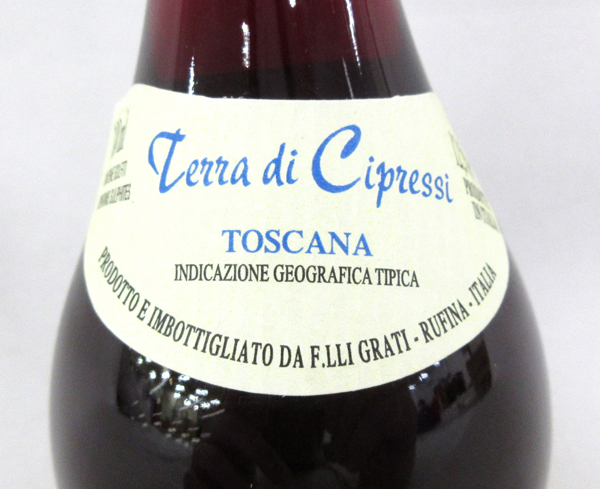 Terra di Cipressi
TOSCANA
INDICAZIONE GEOGRAFICA TIPICA
PRODOTTO E IMBOTTIGLIATO DA F.LLI GRATI - RUFINA - ITALIA